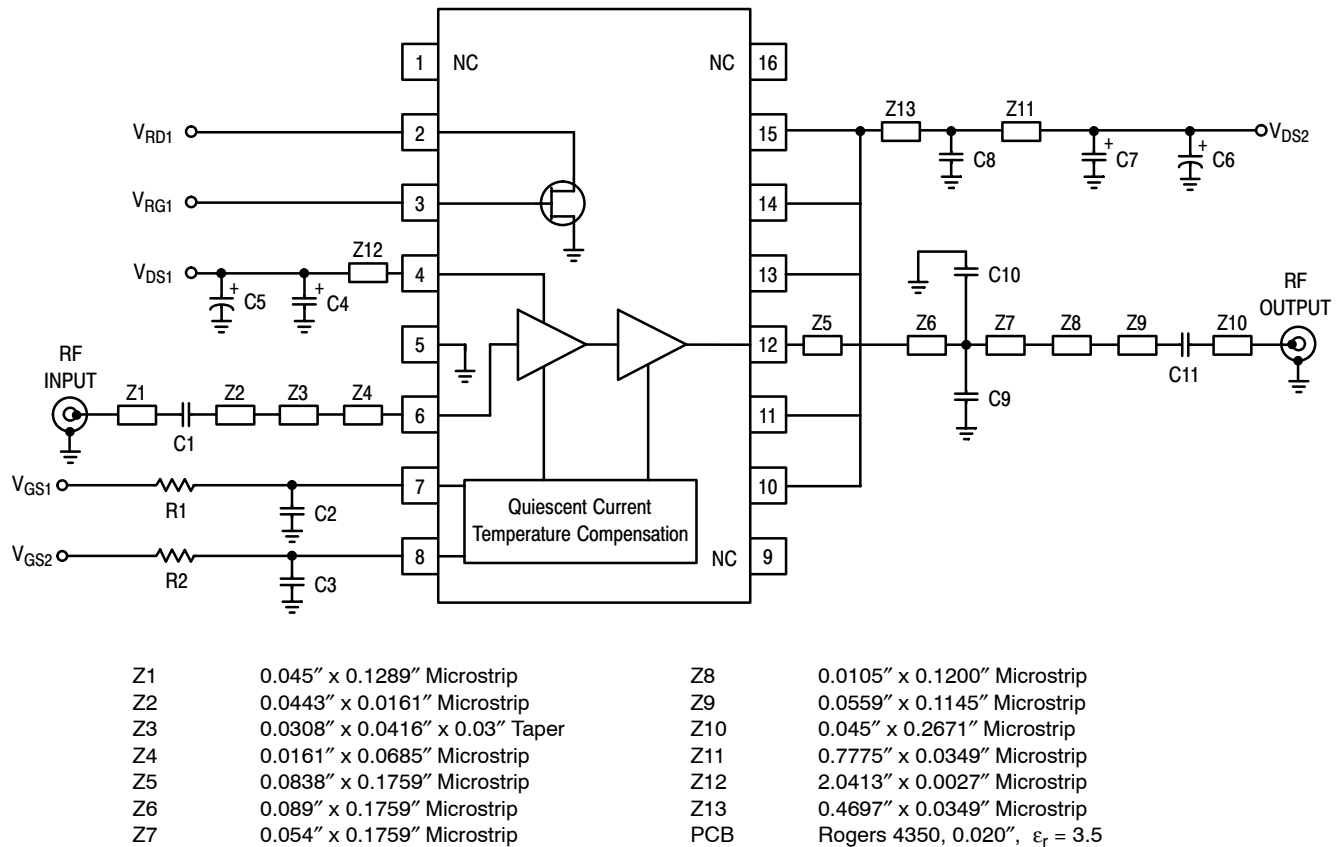 1 NC NC 16
V_RD1 2 15 Z13 Z11 V_DS2
C8 + C7 + C6
V_RG1 3 14
V_DS1 Z12 4 13 C10
+ C5 + C4
RF OUTPUT
5 12 Z5 Z6 Z7 Z8 Z9 Z10
C11
RF INPUT
Z1 Z2 Z3 Z4 6 11 C9
C1
V_GS1 7 10
R1 C2
Quiescent Current
Temperature Compensation
V_GS2 8 NC 9
R2 C3
Z1 0.045″ x 0.1289″ Microstrip
Z2 0.0443″ x 0.0161″ Microstrip
Z3 0.0308″ x 0.0416″ x 0.03″ Taper
Z4 0.0161″ x 0.0685″ Microstrip
Z5 0.0838″ x 0.1759″ Microstrip
Z6 0.089″ x 0.1759″ Microstrip
Z7 0.054″ x 0.1759″ Microstrip
Z8 0.0105″ x 0.1200″ Microstrip
Z9 0.0559″ x 0.1145″ Microstrip
Z10 0.045″ x 0.2671″ Microstrip
Z11 0.7775″ x 0.0349″ Microstrip
Z12 2.0413″ x 0.0027″ Microstrip
Z13 0.4697″ x 0.0349″ Microstrip
PCB Rogers 4350, 0.020″, ε_r = 3.5